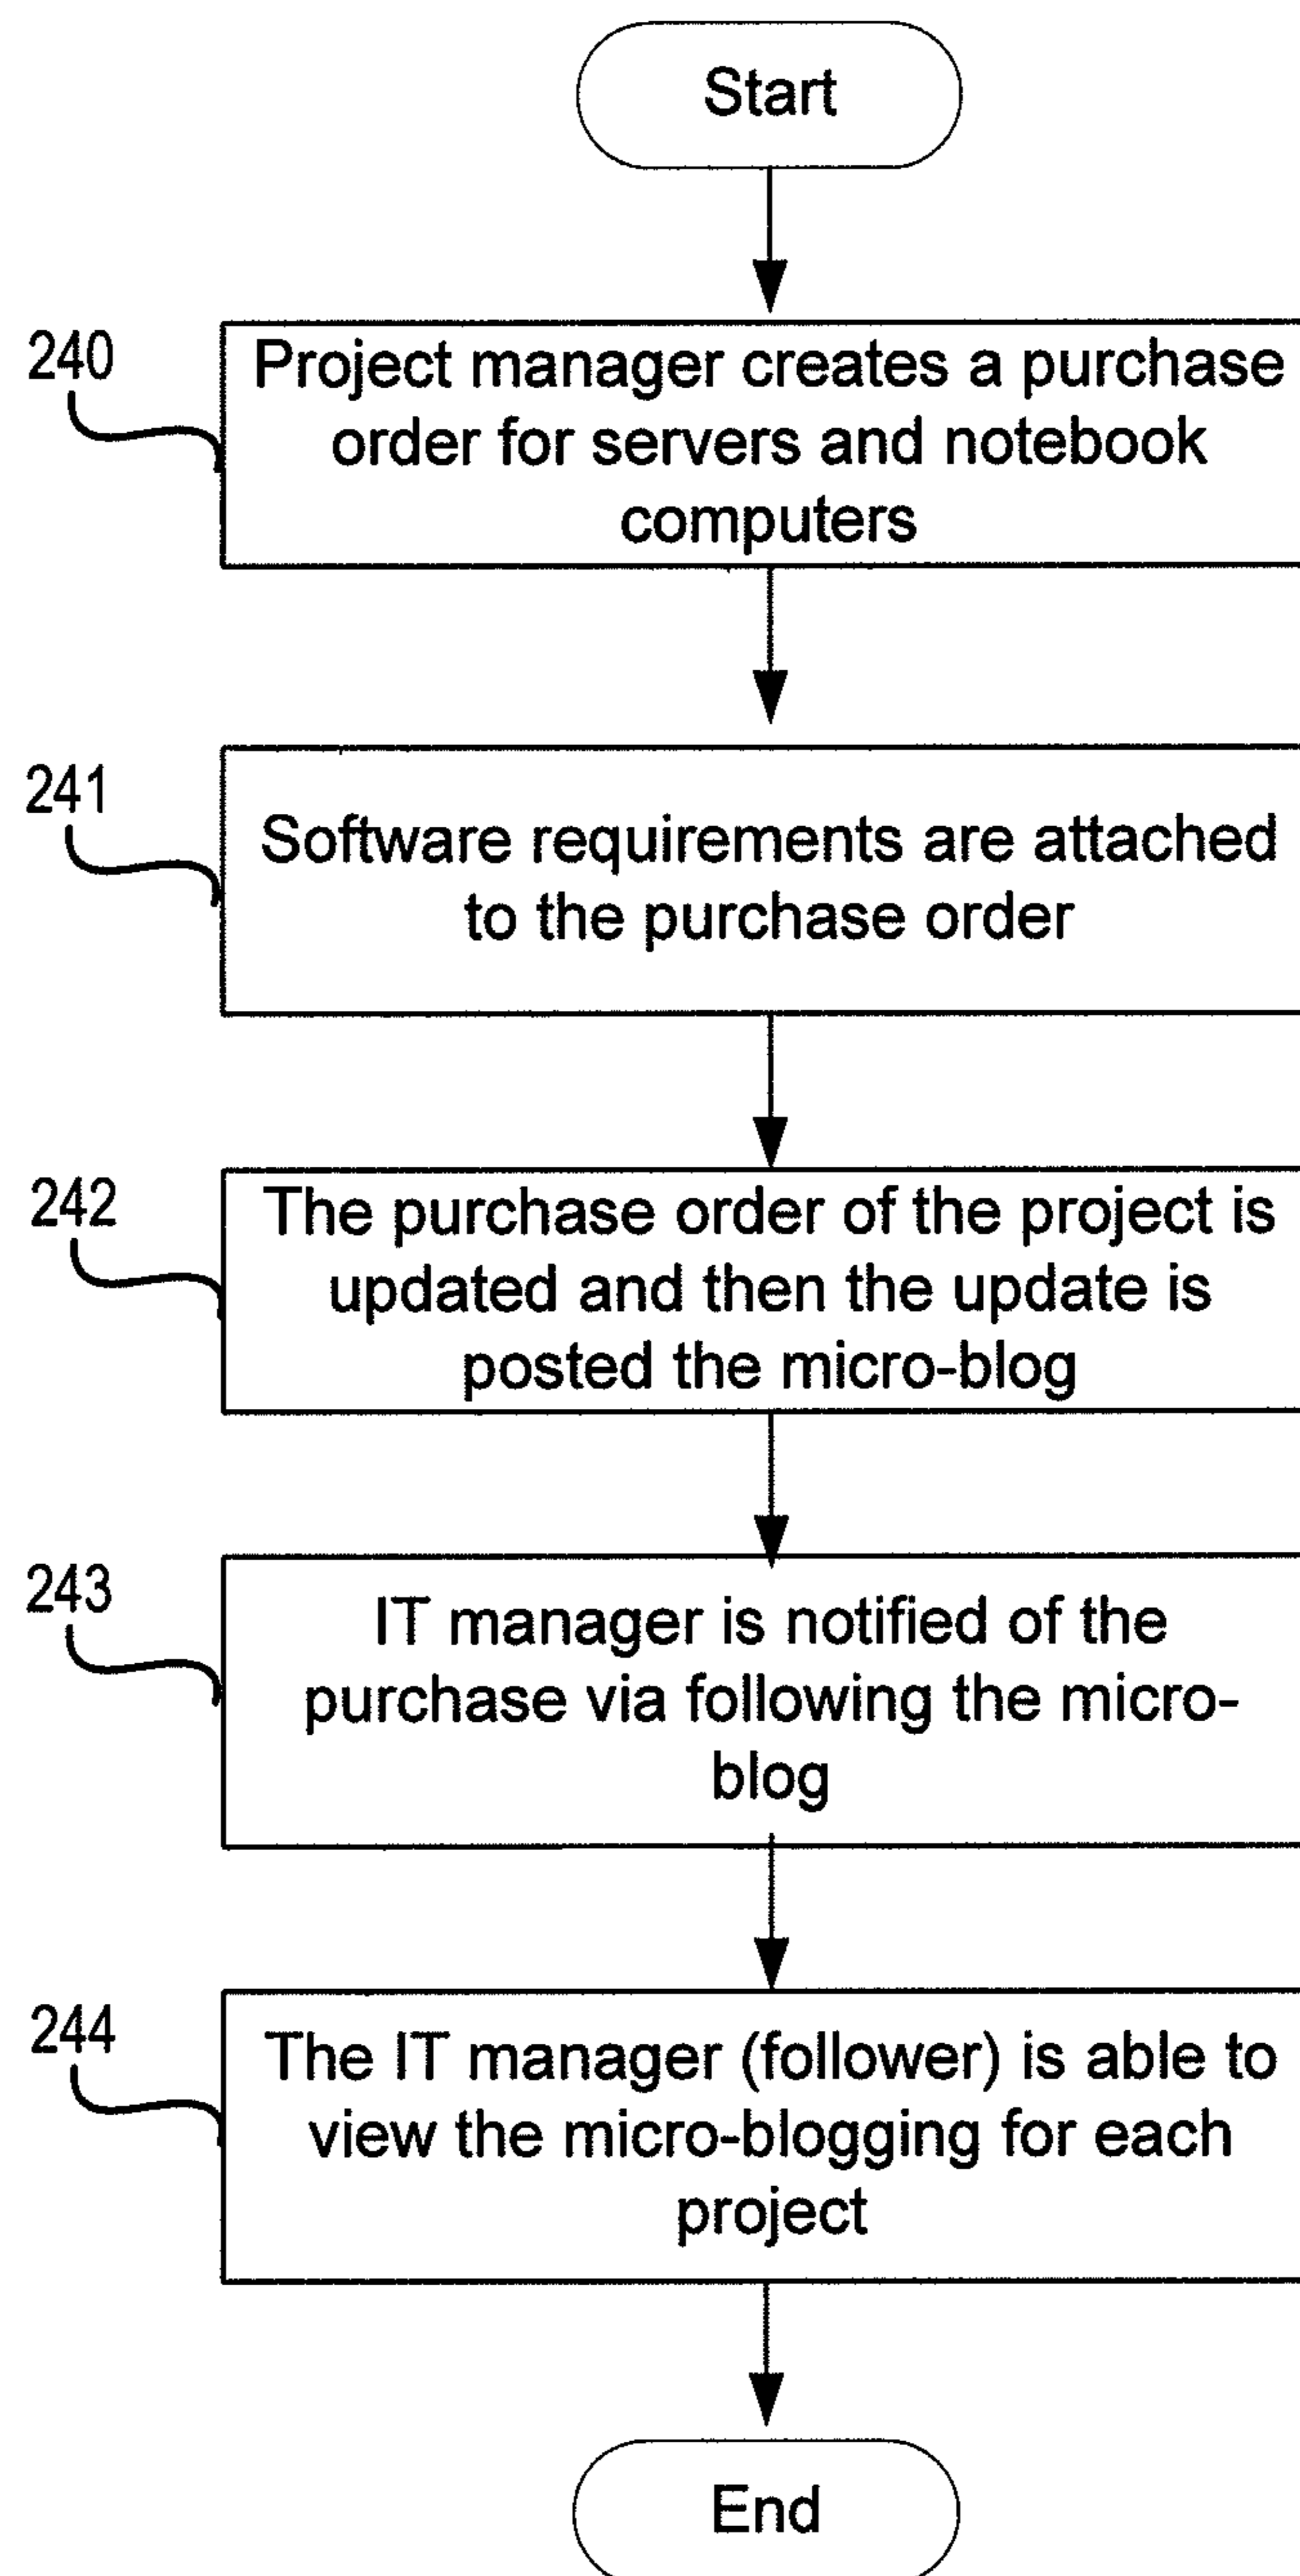 Start
240
Project manager creates a purchase
order for servers and notebook
computers
241
Software requirements are attached
to the purchase order
242
The purchase order of the project is
updated and then the update is
posted the micro-blog
243
IT manager is notified of the
purchase via following the micro-
blog
244
The IT manager (follower) is able to
view the micro-blogging for each
project
End